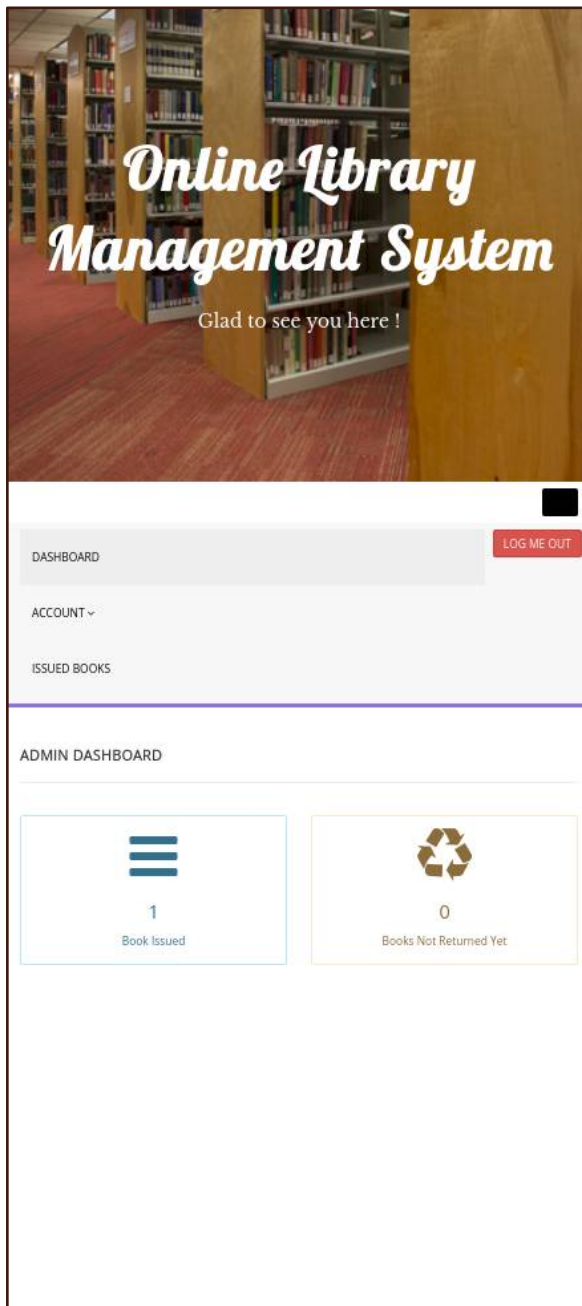 Online Library
Management System
Glad to see you here !
LOG ME OUT
DASHBOARD
ACCOUNT
ISSUED BOOKS
ADMIN DASHBOARD
1
Book Issued
0
Books Not Returned Yet